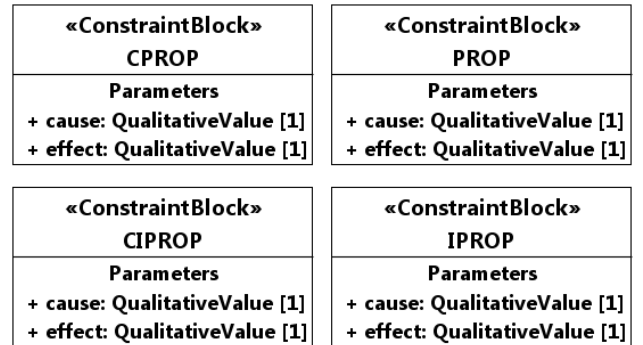 «ConstraintBlock»
CPROP
Parameters
+ cause: QualitativeValue [1]
+ effect: QualitativeValue [1]
«ConstraintBlock»
PROP
Parameters
+ cause: QualitativeValue [1]
+ effect: QualitativeValue [1]
«ConstraintBlock»
CIPROP
Parameters
+ cause: QualitativeValue [1]
+ effect: QualitativeValue [1]
«ConstraintBlock»
IPROP
Parameters
+ cause: QualitativeValue [1]
+ effect: QualitativeValue [1]